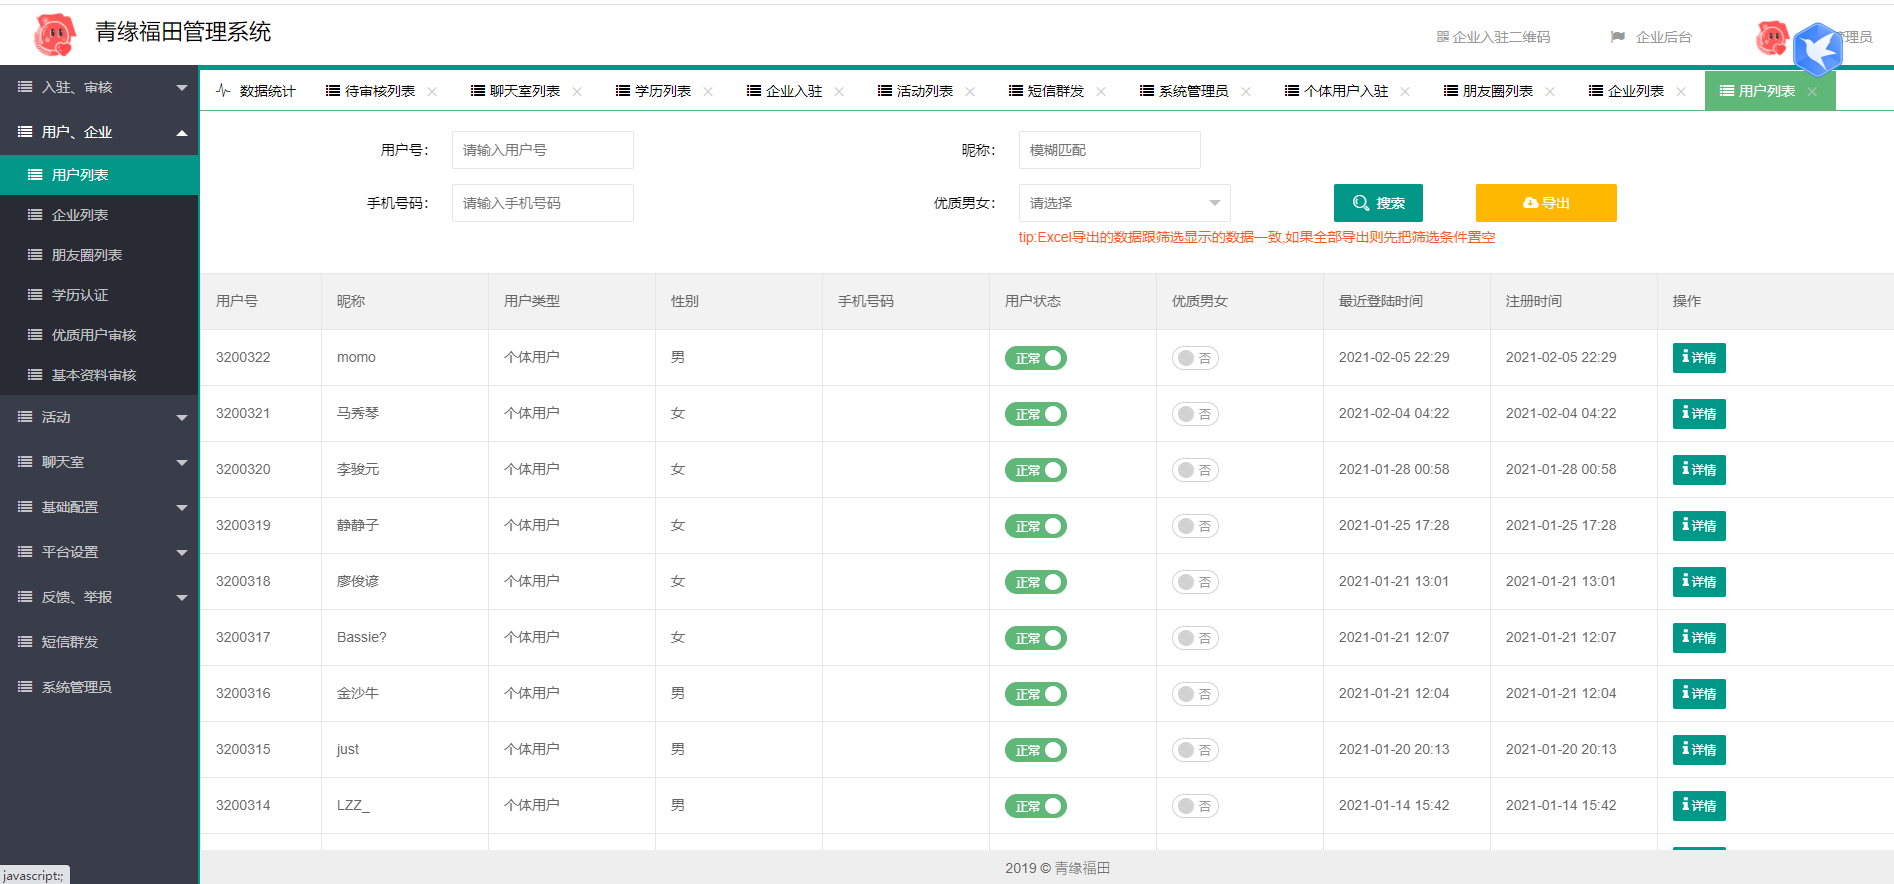 青缘福田管理系统
企业入驻二维码 企业后台 管理员
入驻、审核
用户、企业
用户列表
企业列表
朋友圈列表
学历认证
优质用户审核
基本资料审核
活动
聊天室
基础配置
平台设置
反馈、举报
短信群发
系统管理员
数据统计 待审核列表 聊天室列表 学历列表 企业入驻 活动列表 短信群发 系统管理员 个体用户入驻 朋友圈列表 企业列表 用户列表
用户号: 请输入用户号 昵称: 模糊匹配
手机号码: 请输入手机号码 优质男女: 请选择 搜索 导出
tip:Excel导出的数据跟筛选显示的数据一致,如果全部导出则先把筛选条件置空
用户号 昵称 用户类型 性别 手机号码 用户状态 优质男女 最近登陆时间 注册时间 操作
3200322 momo 个体用户 男 正常 否 2021-02-05 22:29 2021-02-05 22:29 详情
3200321 马秀琴 个体用户 女 正常 否 2021-02-04 04:22 2021-02-04 04:22 详情
3200320 李骏元 个体用户 女 正常 否 2021-01-28 00:58 2021-01-28 00:58 详情
3200319 静静子 个体用户 女 正常 否 2021-01-25 17:28 2021-01-25 17:28 详情
3200318 廖俊谚 个体用户 女 正常 否 2021-01-21 13:01 2021-01-21 13:01 详情
3200317 Bassie? 个体用户 女 正常 否 2021-01-21 12:07 2021-01-21 12:07 详情
3200316 金沙牛 个体用户 男 正常 否 2021-01-21 12:04 2021-01-21 12:04 详情
3200315 just 个体用户 男 正常 否 2021-01-20 20:13 2021-01-20 20:13 详情
3200314 LZZ_ 个体用户 男 正常 否 2021-01-14 15:42 2021-01-14 15:42 详情
2019 © 青缘福田
javascript:;